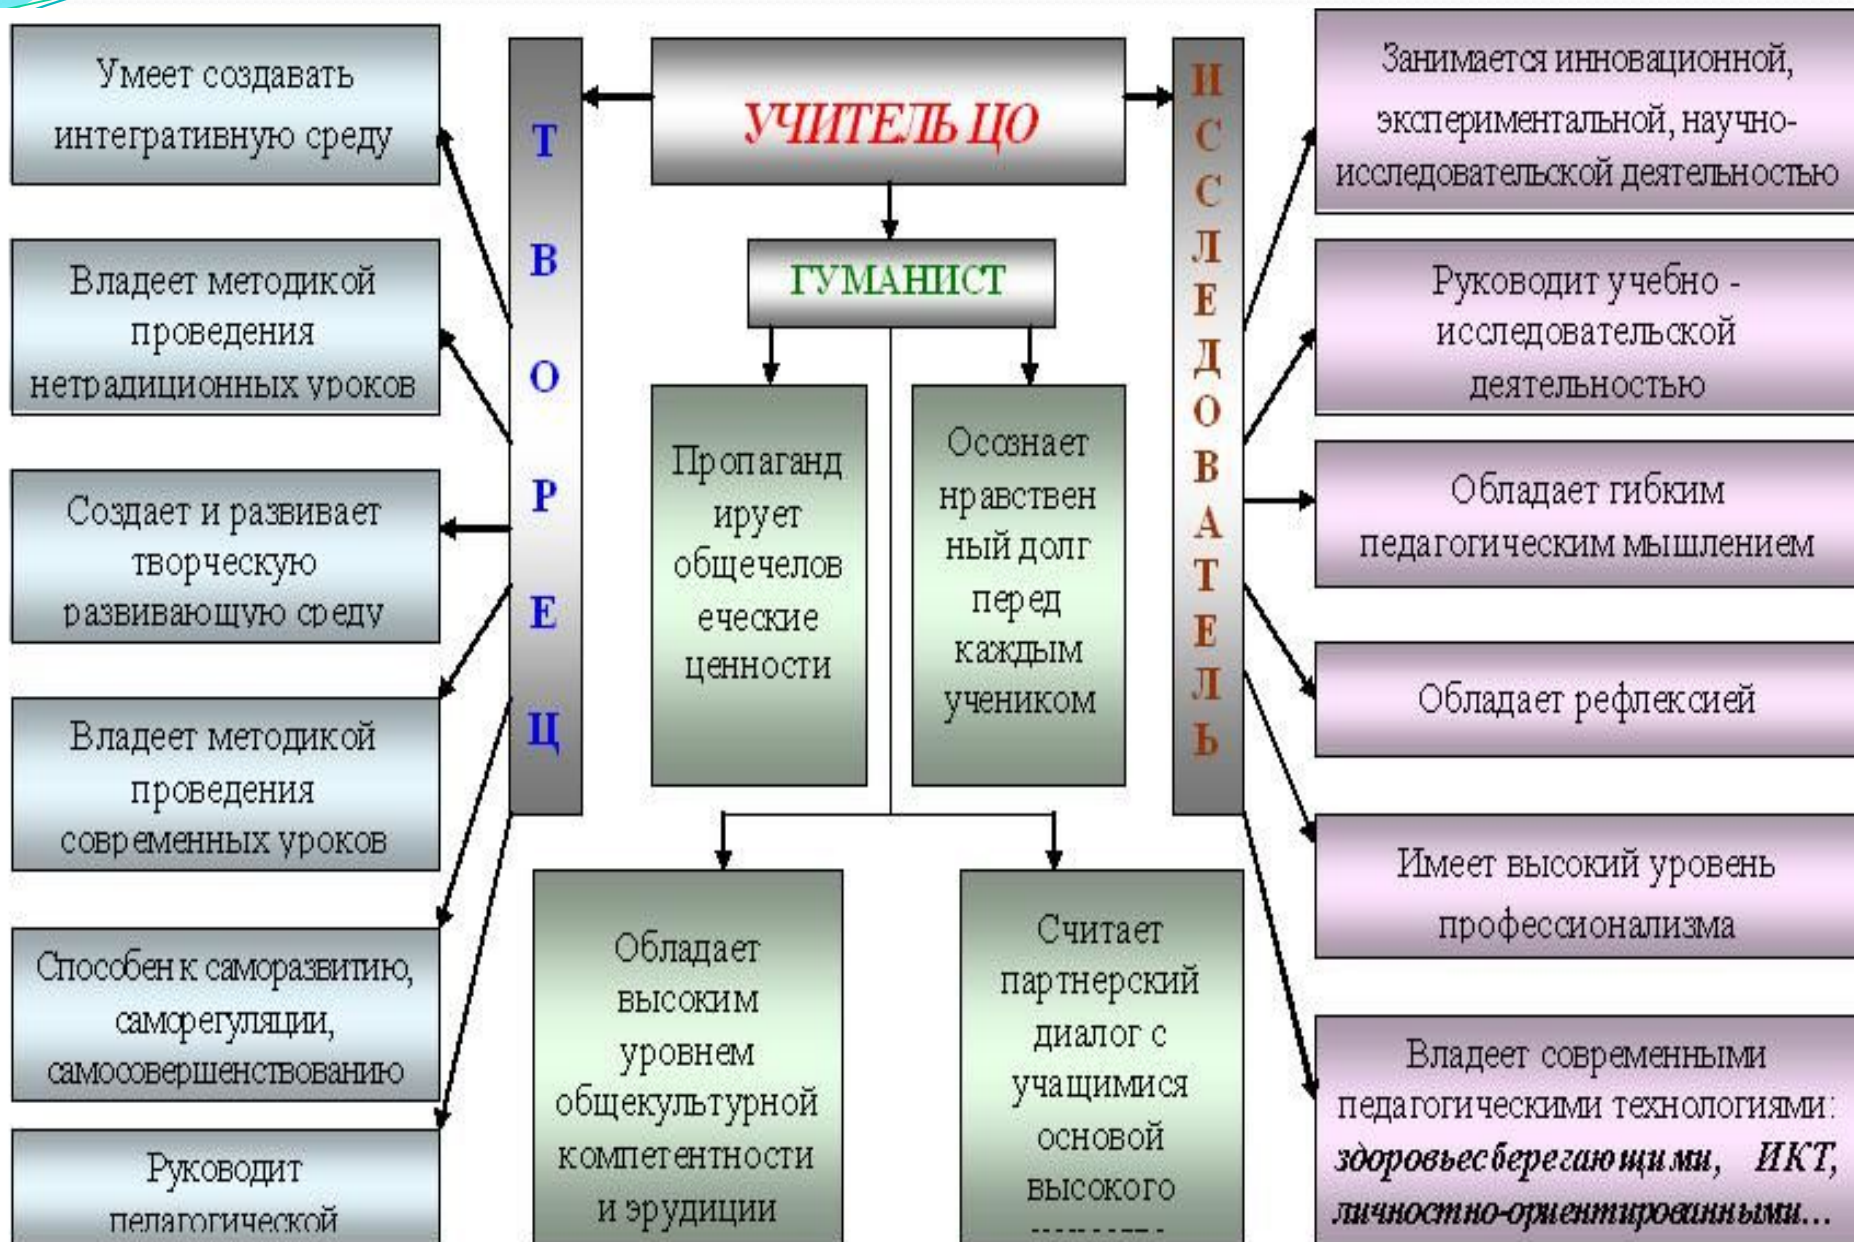 УЧИТЕЛЬ ЦО
ТВОРЕЦ
Умеет создавать
интегративную среду
Владеет методикой
проведения
нетрадиционных уроков
Создает и развивает
творческую
развивающую среду
Владеет методикой
проведения
современных уроков
Способен к саморазвитию,
саморегуляции,
самосовершенствованию
Руководит
педагогической
ГУМАНИСТ
Пропаганд
ирует
общечелов
еческие
ценности
Осознает
нравствен
ный долг
перед
каждым
учеником
Обладает
высоким
уровнем
общекультурной
компетентности
и эрудиции
Считает
партнерский
диалог с
учащимися
основой
высокого
ИССЛЕДОВАТЕЛЬ
Занимается инновационной,
экспериментальной, научно-
исследовательской деятельностью
Руководит учебно -
исследовательской
деятельностью
Обладает гибким
педагогическим мышлением
Обладает рефлексией
Имеет высокий уровень
профессионализма
Владеет современными
педагогическими технологиями:
здоровьесберегающими, ИКТ,
личностно-ориентированными...